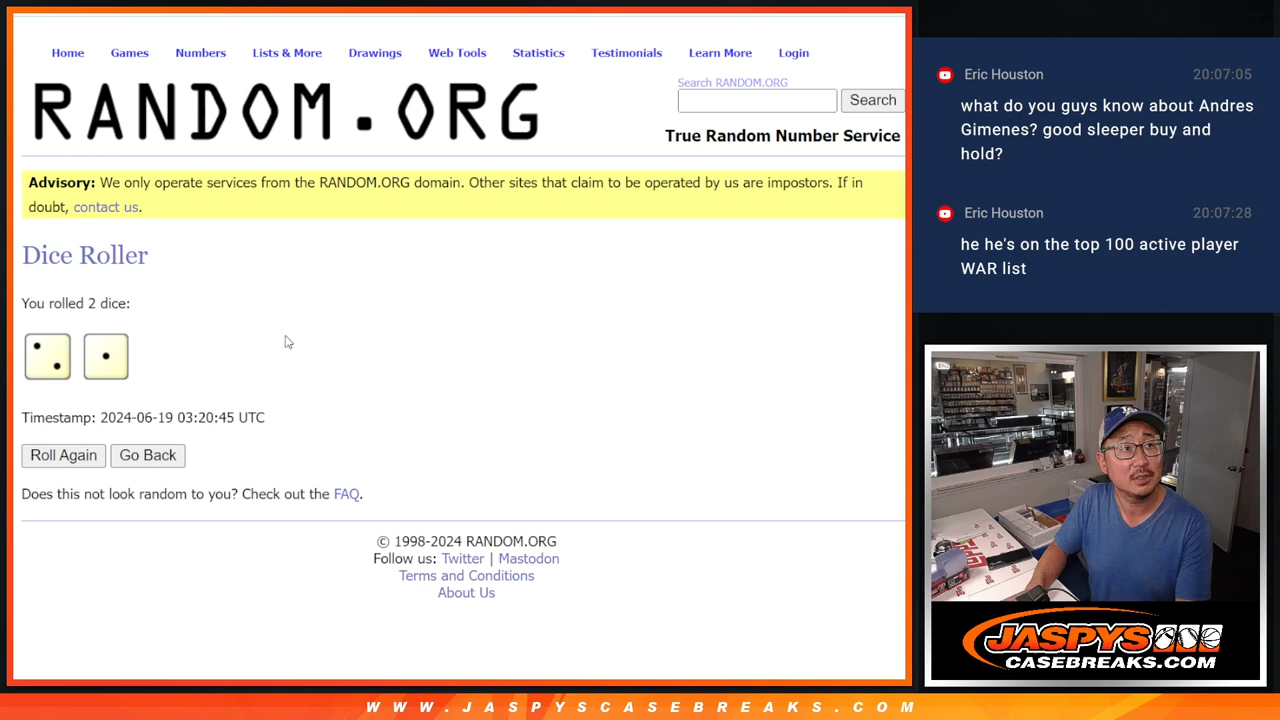 Home Games Numbers Lists & More Drawings Web Tools Statistics Testimonials Learn More Login
RANDOM.ORG
Search RANDOM.ORG
Search
True Random Number Service
Advisory: We only operate services from the RANDOM.ORG domain. Other sites that claim to be operated by us are impostors. If in
doubt, contact us.
Dice Roller
You rolled 2 dice:
Timestamp: 2024-06-19 03:20:45 UTC
Roll Again Go Back
Does this not look random to you? Check out the FAQ.
© 1998-2024 RANDOM.ORG
Follow us: Twitter | Mastodon
Terms and Conditions
About Us
Eric Houston 20:07:05
what do you guys know about Andres
Gimenes? good sleeper buy and
hold?
Eric Houston 20:07:28
he he's on the top 100 active player
WAR list
JASPYS
CASEBREAKS.COM
WWW.JASPYSCASEBREAKS.COM